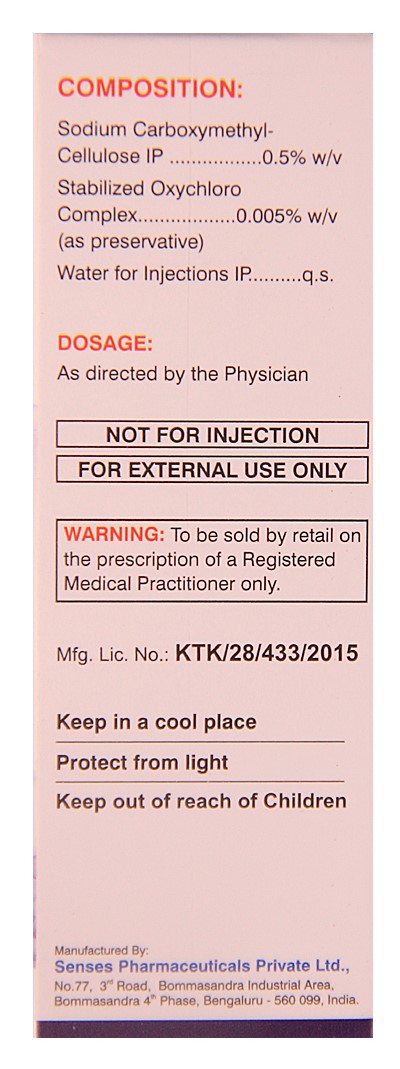 COMPOSITION:
Sodium Carboxymethyl-
Cellulose IP .................0.5% w/v
Stabilized Oxychloro
Complex..................0.005% w/v
(as preservative)
Water for Injections IP..........q.s.
DOSAGE:
As directed by the Physician
NOT FOR INJECTION
FOR EXTERNAL USE ONLY
WARNING: To be sold by retail on
the prescription of a Registered
Medical Practitioner only.
Mfg. Lic. No.: KTK/28/433/2015
Keep in a cool place
Protect from light
Keep out of reach of Children
Manufactured By:
Senses Pharmaceuticals Private Ltd.,
No.77, 3rd Road, Bommasandra Industrial Area,
Bommasandra 4th Phase, Bengaluru - 560 099, India.